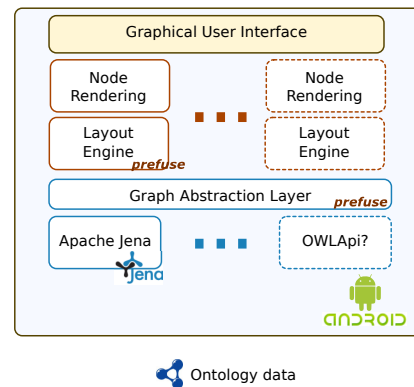 Graphical User Interface
Node
Rendering
Node
Rendering
Layout
Engine
prefuse
Layout
Engine
Graph Abstraction Layer
prefuse
Apache Jena
Jena
OWLApi?
ANDROID
Ontology data